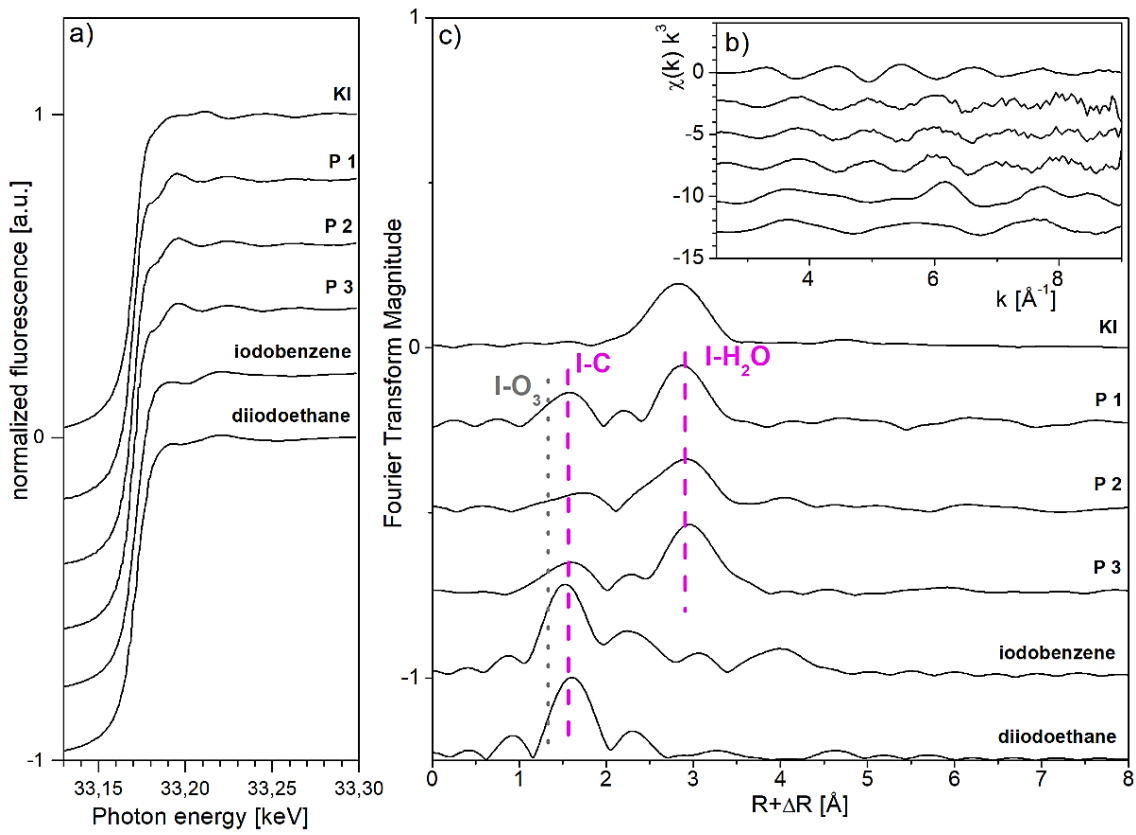 a)
normalized fluorescence [a.u.]
1
0
-1
KI
P 1
P 2
P 3
iodobenzene
diiodoethane
33,15
33,20
33,25
33,30
Photon energy [keV]
c)
Fourier Transform Magnitude
1
0
-1
b)
χ(k) k³
0
-5
-10
-15
4
6
8
k [Å⁻¹]
KI
I-C
I-H₂O
I-O₃
P 1
P 2
P 3
iodobenzene
diiodoethane
0
1
2
3
4
5
6
7
8
R+ΔR [Å]